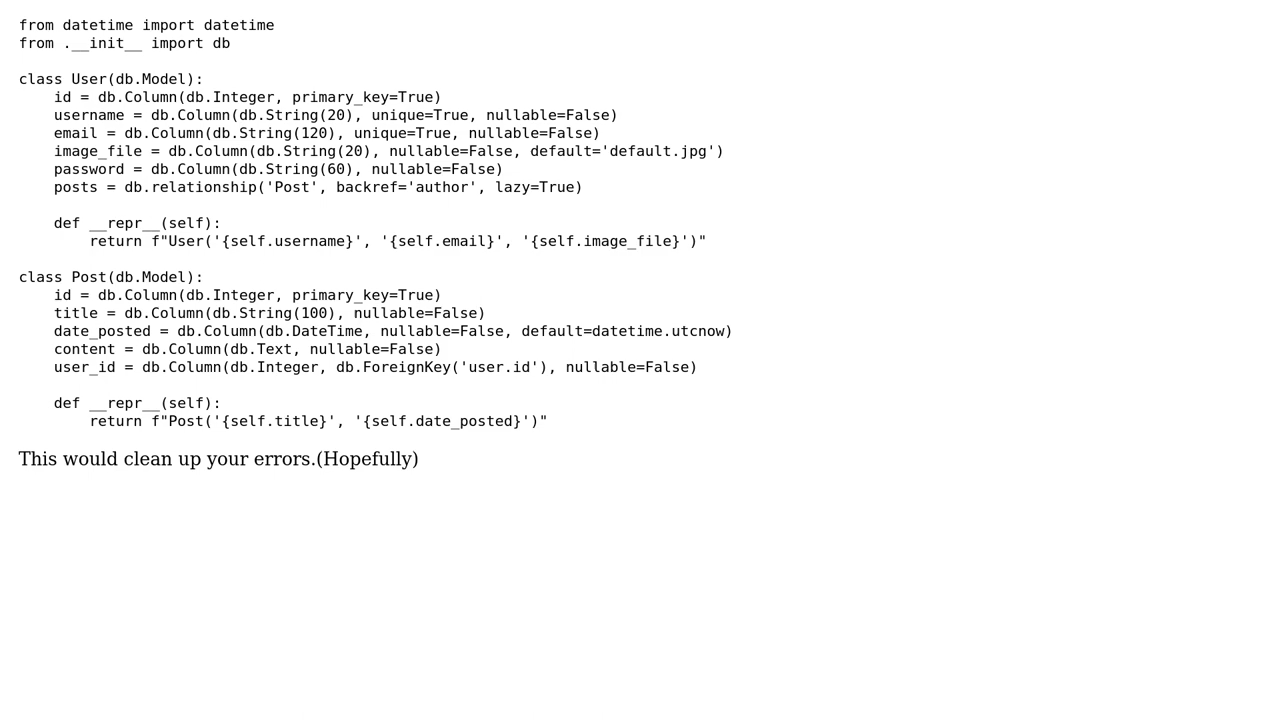 from datetime import datetime
from .__init__ import db

class User(db.Model):
    id = db.Column(db.Integer, primary_key=True)
    username = db.Column(db.String(20), unique=True, nullable=False)
    email = db.Column(db.String(120), unique=True, nullable=False)
    image_file = db.Column(db.String(20), nullable=False, default='default.jpg')
    password = db.Column(db.String(60), nullable=False)
    posts = db.relationship('Post', backref='author', lazy=True)

    def __repr__(self):
        return f"User('{self.username}', '{self.email}', '{self.image_file}')"

class Post(db.Model):
    id = db.Column(db.Integer, primary_key=True)
    title = db.Column(db.String(100), nullable=False)
    date_posted = db.Column(db.DateTime, nullable=False, default=datetime.utcnow)
    content = db.Column(db.Text, nullable=False)
    user_id = db.Column(db.Integer, db.ForeignKey('user.id'), nullable=False)

    def __repr__(self):
        return f"Post('{self.title}', '{self.date_posted}')"

This would clean up your errors.(Hopefully)